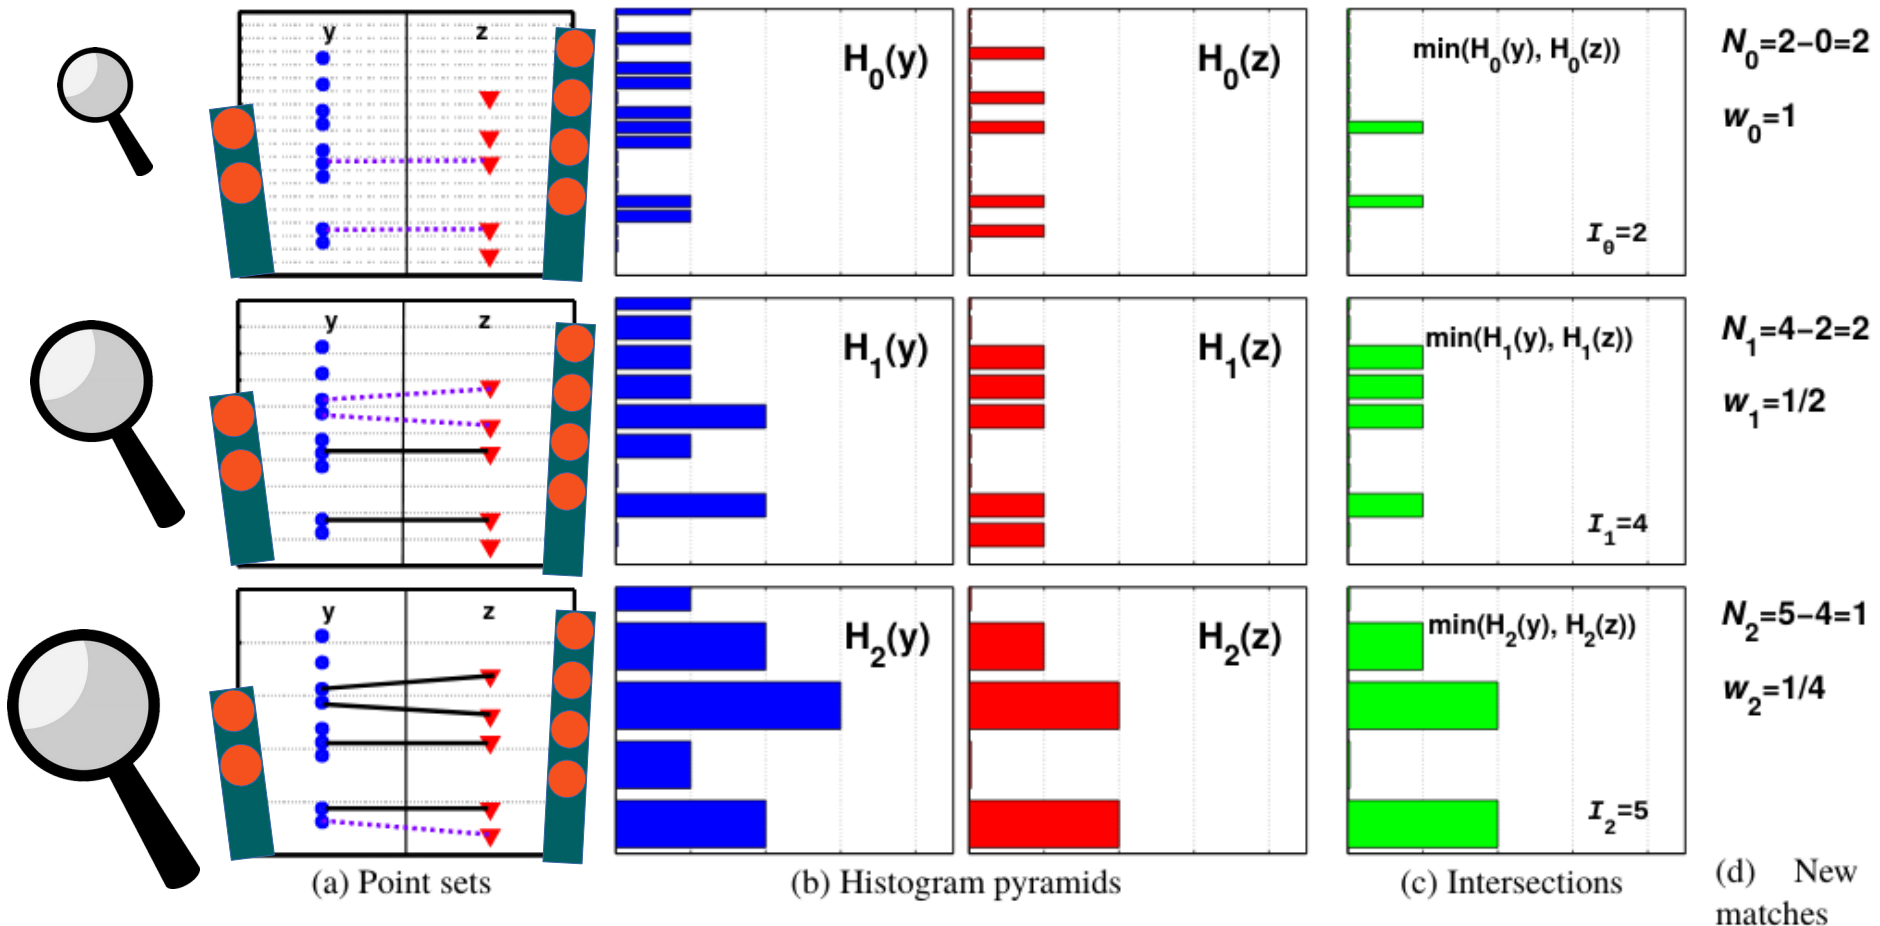 y z
H0(y)
H0(z)
min(H0(y), H0(z))
I0=2
N0=2−0=2
w0=1
y z
H1(y)
H1(z)
min(H1(y), H1(z))
I1=4
N1=4−2=2
w1=1/2
y z
H2(y)
H2(z)
min(H2(y), H2(z))
I2=5
N2=5−4=1
w2=1/4
(a) Point sets
(b) Histogram pyramids
(c) Intersections
(d) New
matches